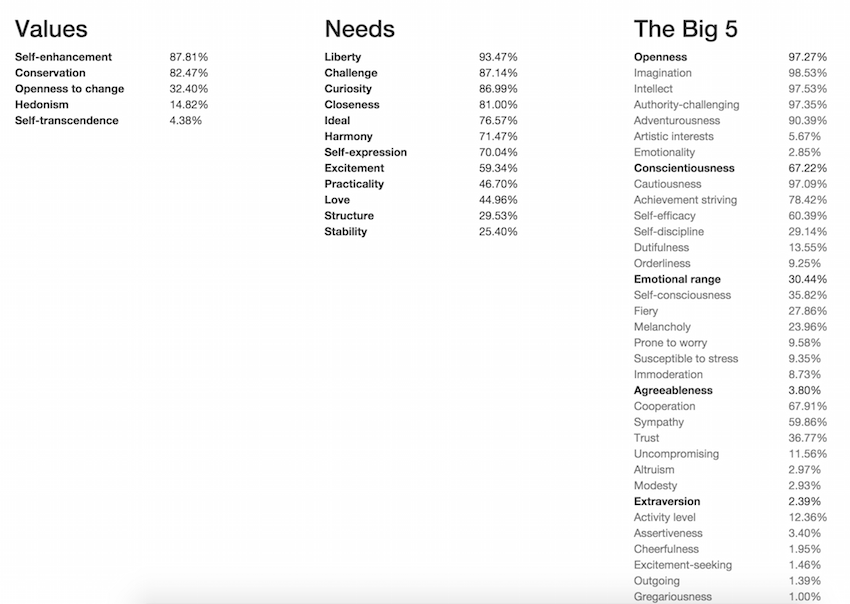 Values
Self-enhancement 87.81%
Conservation 82.47%
Openness to change 32.40%
Hedonism 14.82%
Self-transcendence 4.38%
Needs
Liberty 93.47%
Challenge 87.14%
Curiosity 86.99%
Closeness 81.00%
Ideal 76.57%
Harmony 71.47%
Self-expression 70.04%
Excitement 59.34%
Practicality 46.70%
Love 44.96%
Structure 29.53%
Stability 25.40%
The Big 5
Openness 97.27%
Imagination 98.53%
Intellect 97.53%
Authority-challenging 97.35%
Adventurousness 90.39%
Artistic interests 5.67%
Emotionality 2.85%
Conscientiousness 67.22%
Cautiousness 97.09%
Achievement striving 78.42%
Self-efficacy 60.39%
Self-discipline 29.14%
Dutifulness 13.55%
Orderliness 9.25%
Emotional range 30.44%
Self-consciousness 35.82%
Fiery 27.86%
Melancholy 23.96%
Prone to worry 9.58%
Susceptible to stress 9.35%
Immoderation 8.73%
Agreeableness 3.80%
Cooperation 67.91%
Sympathy 59.86%
Trust 36.77%
Uncompromising 11.56%
Altruism 2.97%
Modesty 2.93%
Extraversion 2.39%
Activity level 12.36%
Assertiveness 3.40%
Cheerfulness 1.95%
Excitement-seeking 1.46%
Outgoing 1.39%
Gregariousness 1.00%